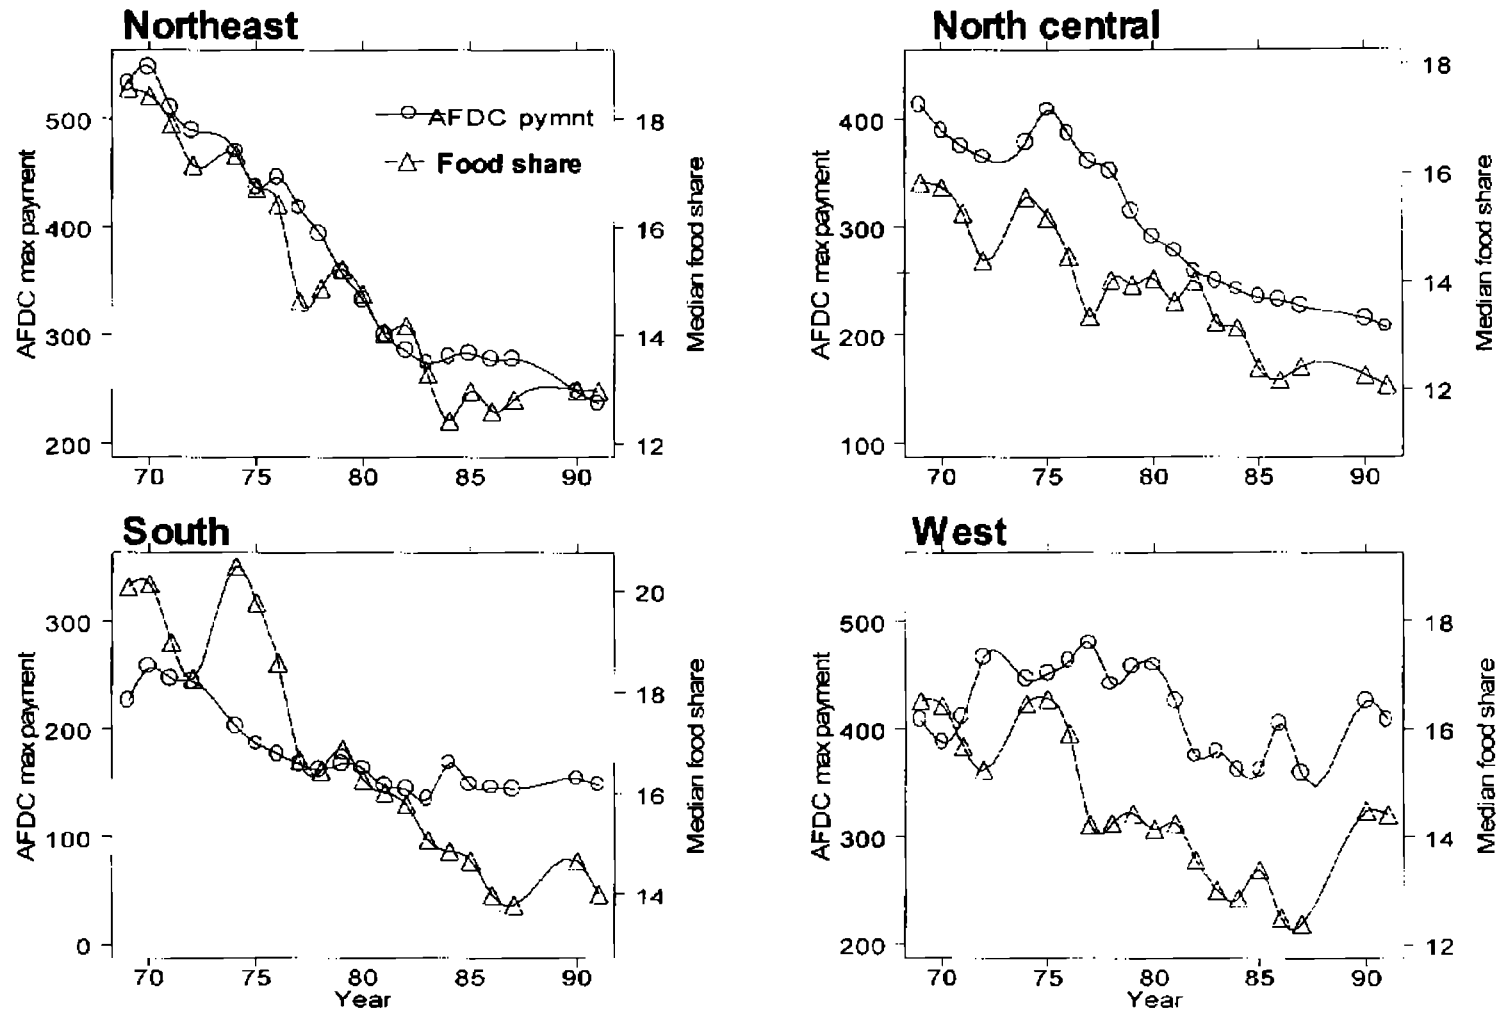 Northeast
AFDC max payment
500
400
300
200
AFDC pymnt
Food share
18
16
14
12
Median food share
70 75 80 85 90
North central
AFDC max payment
400
300
200
100
18
16
14
12
Median food share
70 75 80 85 90
South
AFDC max payment
300
200
100
0
20
18
16
14
Median food share
70 75 80 85 90
Year
West
AFDC max payment
500
400
300
200
18
16
14
12
Median food share
70 75 80 85 90
Year